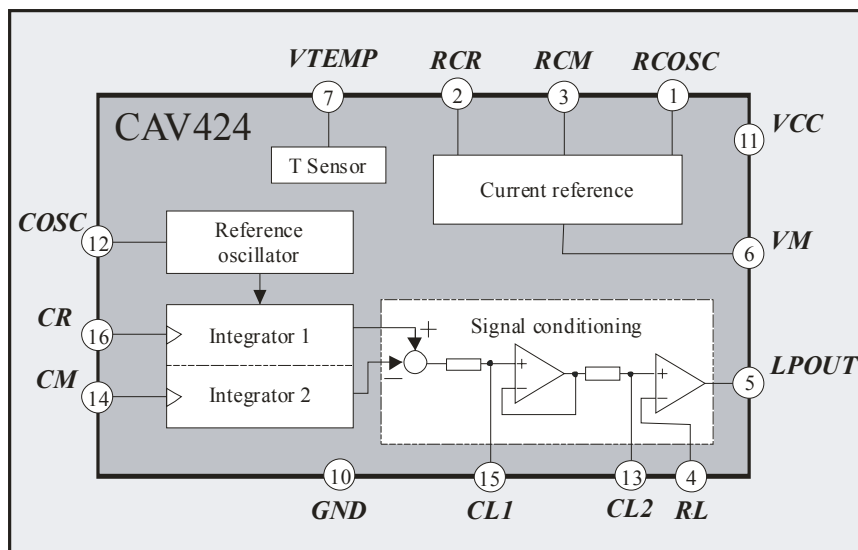 VTEMP RCR RCM RCOSC
7 2 3 1
CAV424
VCC
11
T Sensor
Current reference
COSC
12
Reference
oscillator
VM
6
CR
16
Integrator 1
+
Signal conditioning
CM
14
Integrator 2
−
+
−
+
−
LPOUT
5
10 15 13 4
GND CL1 CL2 RL